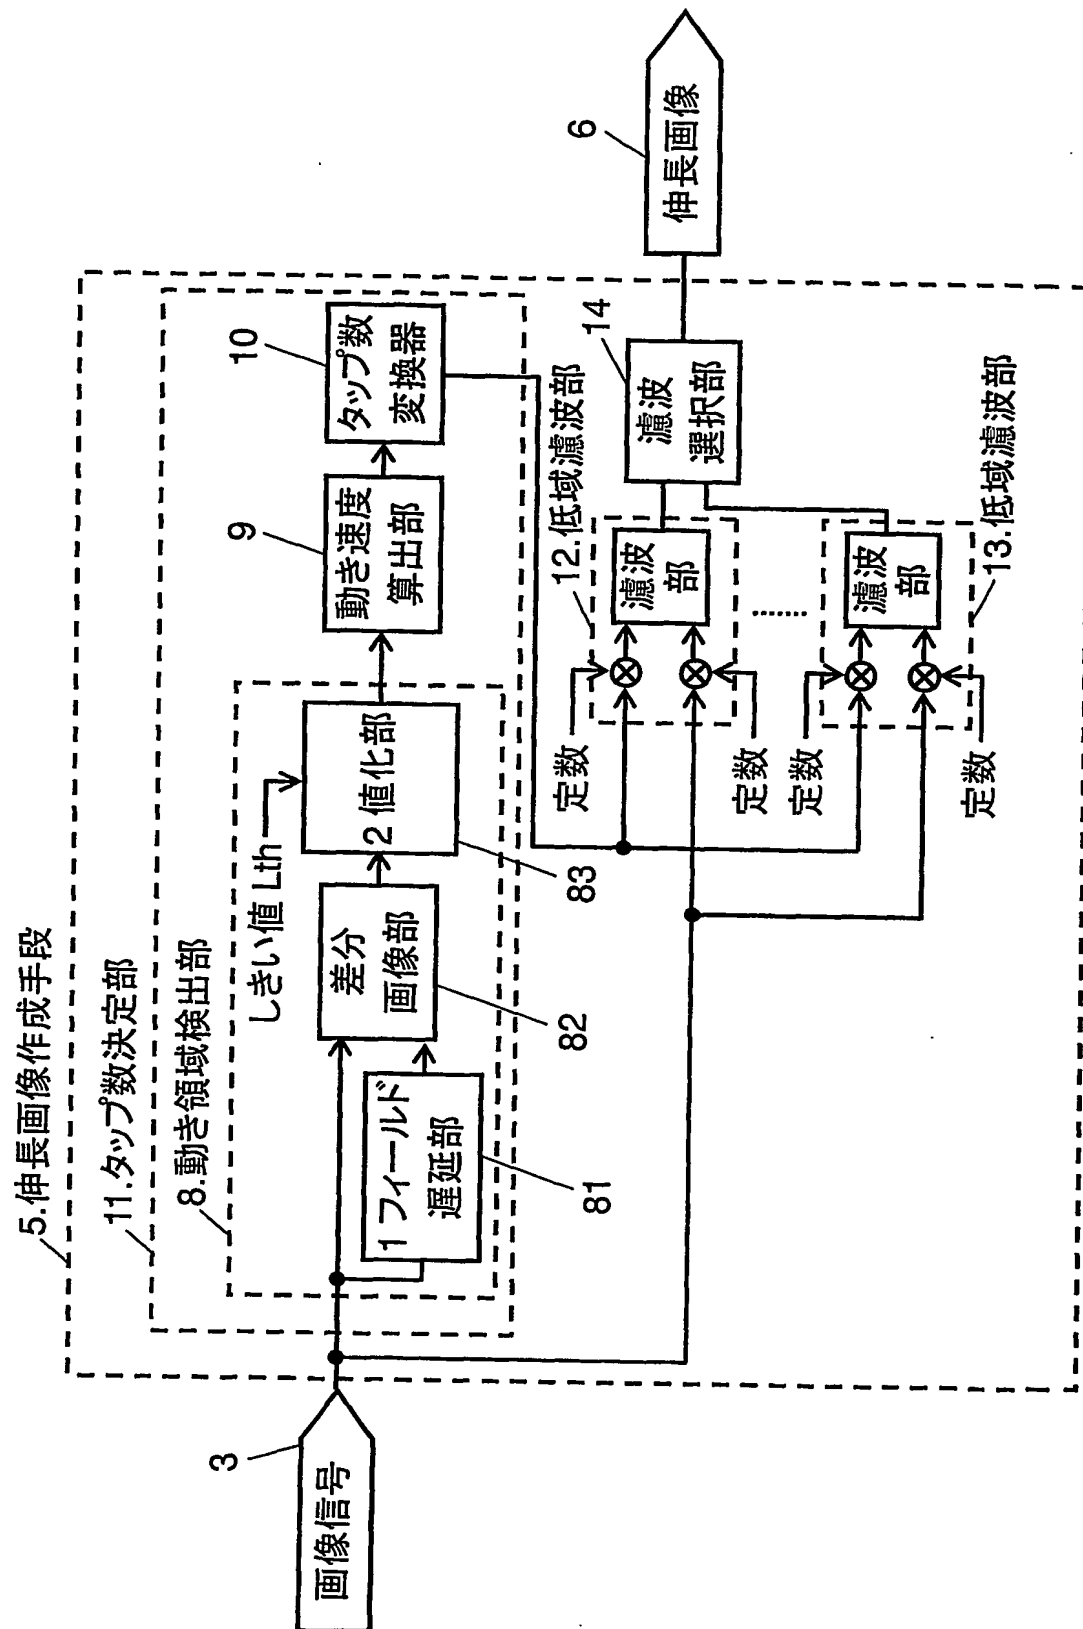 5.伸長画像作成手段
11.タップ数決定部
8.動き領域検出部
しきい値 Lth
3
画像信号
1フィールド
遅延部
81
差分
画像部
82
2値化部
83
9
動き速度
算出部
10
タップ数
変換器
12.低域濾波部
定数
定数
濾波
部
13.低域濾波部
定数
定数
濾波
部
14
濾波
選択部
6
伸長画像